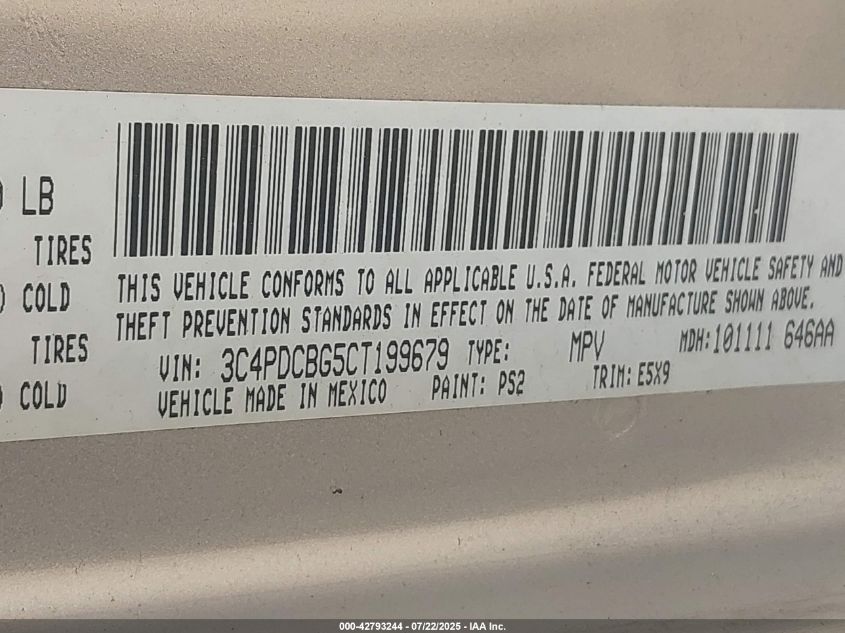 LB
TIRES
COLD
TIRES
COLD
THIS VEHICLE CONFORMS TO ALL APPLICABLE U.S.A. FEDERAL MOTOR VEHICLE SAFETY AND
THEFT PREVENTION STANDARDS IN EFFECT ON THE DATE OF MANUFACTURE SHOWN ABOVE.
VIN: 3C4PDCBG5CT199679 TYPE: MPV MDH:101111 646AA
VEHICLE MADE IN MEXICO PAINT: PS2 TRIM: E5X9
000-42793244 - 07/22/2025 - IAA Inc.